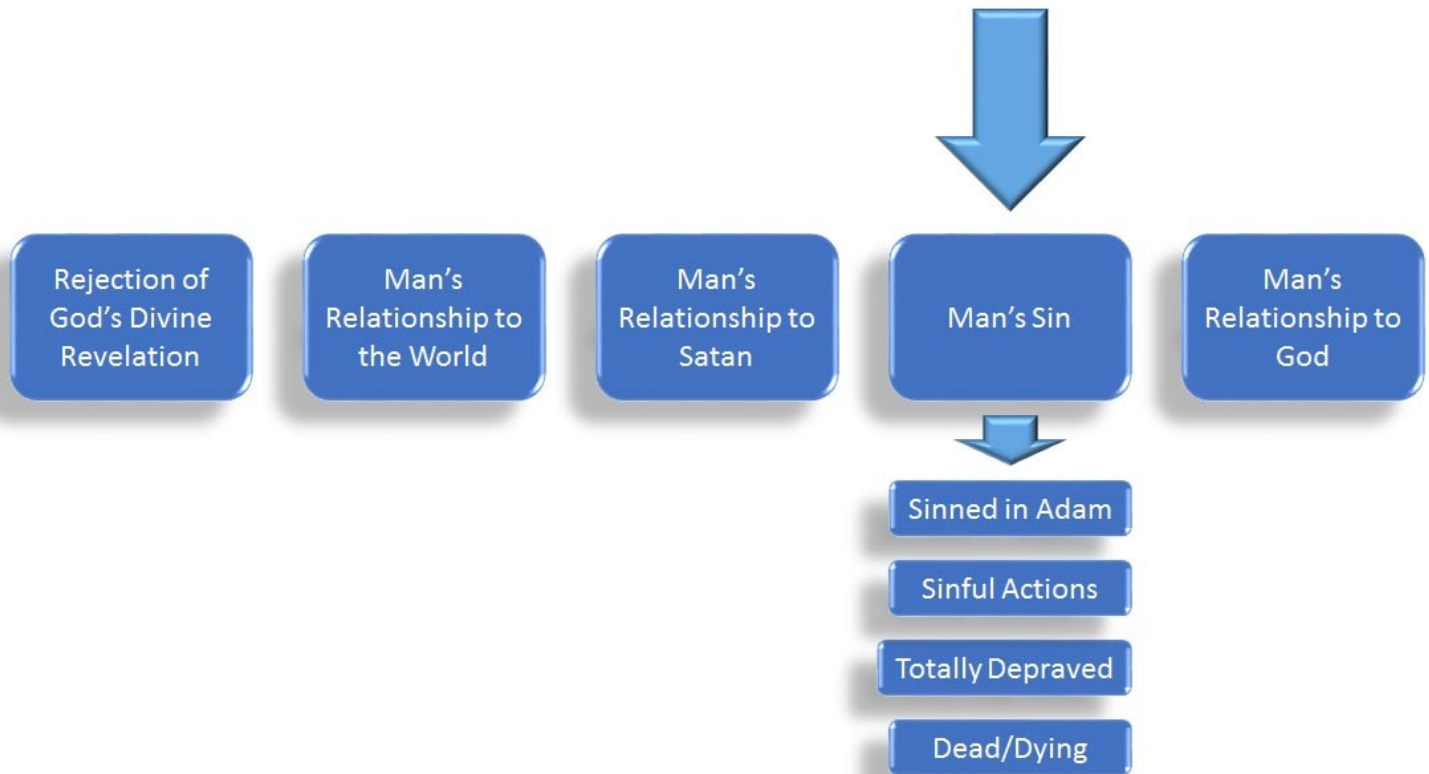 Rejection of
God's Divine
Revelation
Man's
Relationship to
the World
Man's
Relationship to
Satan
Man's Sin
Man's
Relationship to
God
Sinned in Adam
Sinful Actions
Totally Depraved
Dead/Dying